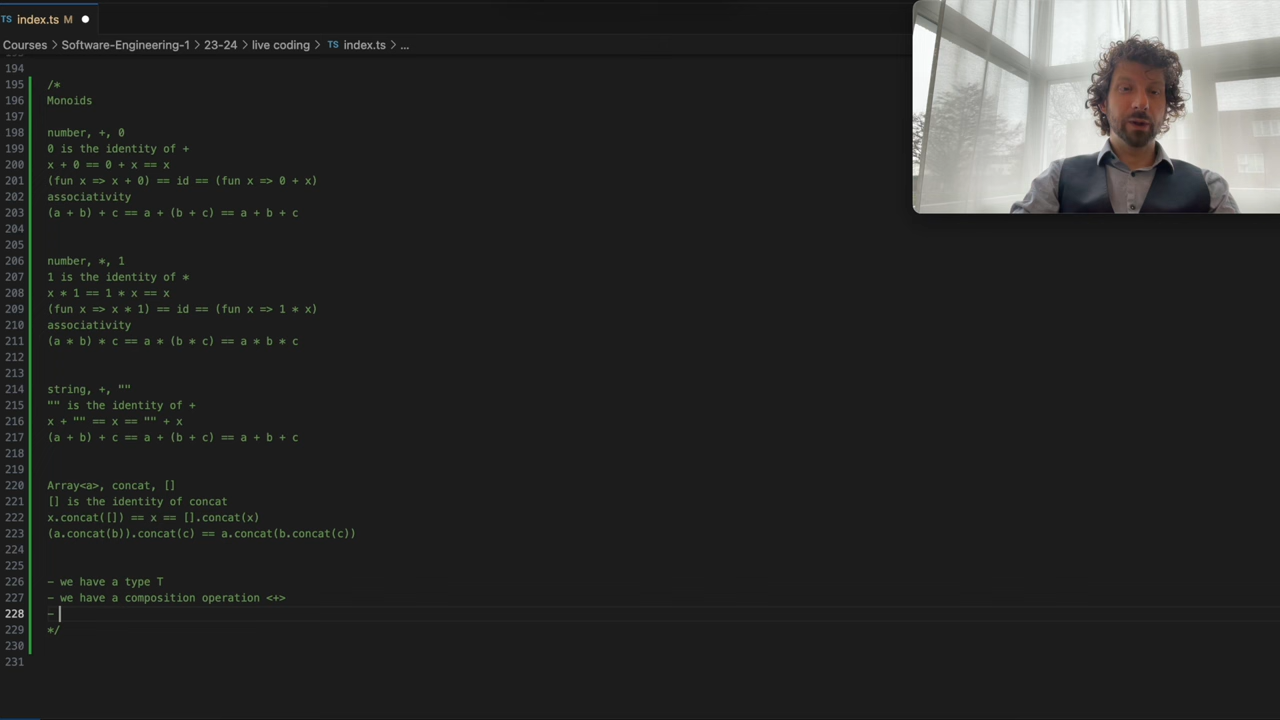 TS index.ts M
Courses > Software-Engineering-1 > 23-24 > live coding > TS index.ts > ...
194
195 /*
196 Monoids
197
198 number, +, 0
199 0 is the identity of +
200 x + 0 == 0 + x == x
201 (fun x => x + 0) == id == (fun x => 0 + x)
202 associativity
203 (a + b) + c == a + (b + c) == a + b + c
204
205
206 number, *, 1
207 1 is the identity of *
208 x * 1 == 1 * x == x
209 (fun x => x * 1) == id == (fun x => 1 * x)
210 associativity
211 (a * b) * c == a * (b * c) == a * b * c
212
213
214 string, +, ""
215 "" is the identity of +
216 x + "" == x == "" + x
217 (a + b) + c == a + (b + c) == a + b + c
218
219
220 Array<a>, concat, []
221 [] is the identity of concat
222 x.concat([]) == x == [].concat(x)
223 (a.concat(b)).concat(c) == a.concat(b.concat(c))
224
225
226 - we have a type T
227 - we have a composition operation <+>
228 -
229 */
230
231